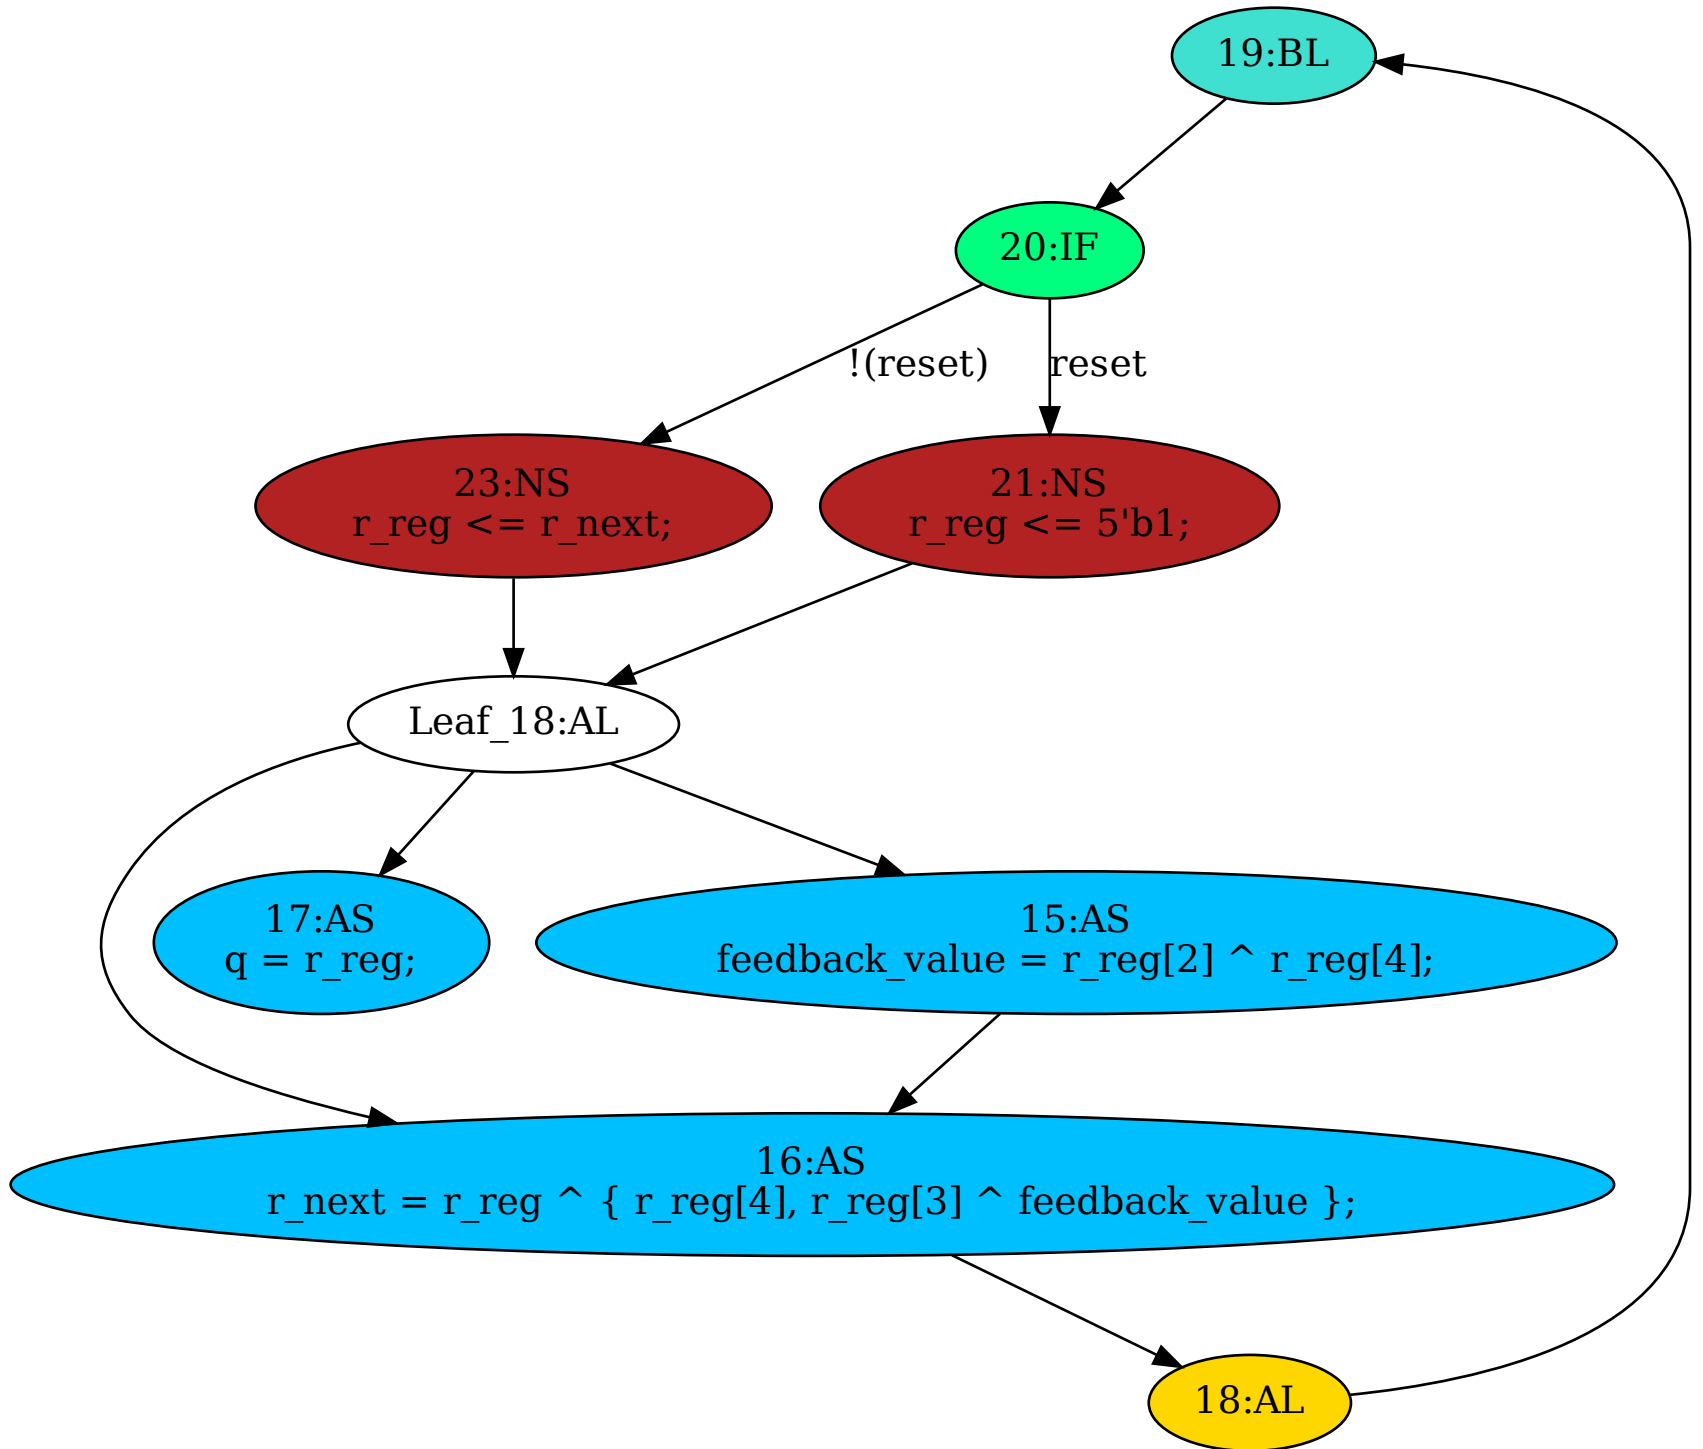 19:BL
20:IF
!(reset)
reset
23:NS
r_reg <= r_next;
21:NS
r_reg <= 5'b1;
Leaf_18:AL
17:AS
q = r_reg;
15:AS
feedback_value = r_reg[2] ^ r_reg[4];
16:AS
r_next = r_reg ^ { r_reg[4], r_reg[3] ^ feedback_value };
18:AL